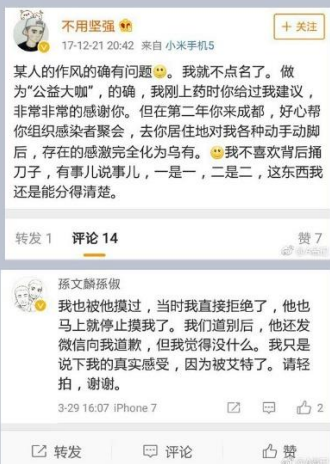 不用坚强
17-12-21 20:42 来自 小米手机5
+ 关注
某人的作风的确有问题。我就不点名了。做
为“公益大咖”，的确，我刚上药时你给过我建议，
非常非常的感谢你。但在第二年你来成都，好心帮
你组织感染者聚会，去你居住地对我各种动手动脚
后，存在的感激完全化为乌有。我不喜欢背后捅
刀子，有事儿说事儿，一是一，二是二，这东西我
还是能分得清楚。
转发 1 评论 14 赞 7
孫文麟孫俶
我也被他摸过，当时我直接拒绝了，他也
马上就停止摸我了。我们道别后，他还发
微信向我道歉，但我觉得没什么。我只是
说下我的真实感受，因为被艾特了。请轻
拍，谢谢。
3-29 16:07 iPhone 7
2
转发 评论 赞